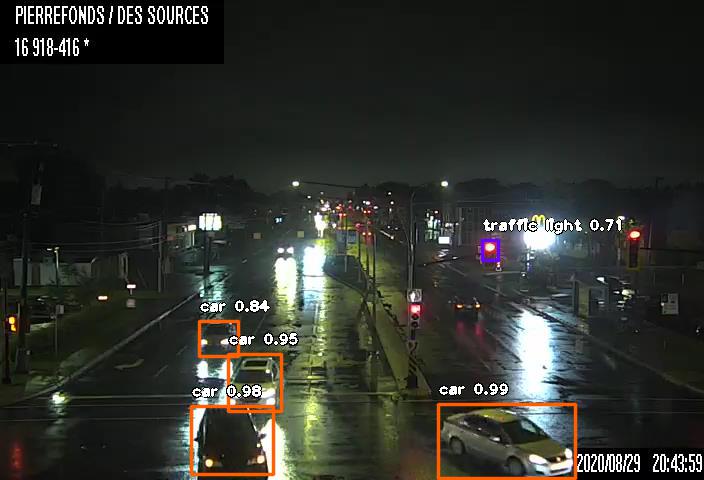 PIERREFONDS / DES SOURCES
16 918-416 *
traffic light 0.71
car 0.84
car 0.95
car 0.98
car 0.99
2020/08/29 20:43:59